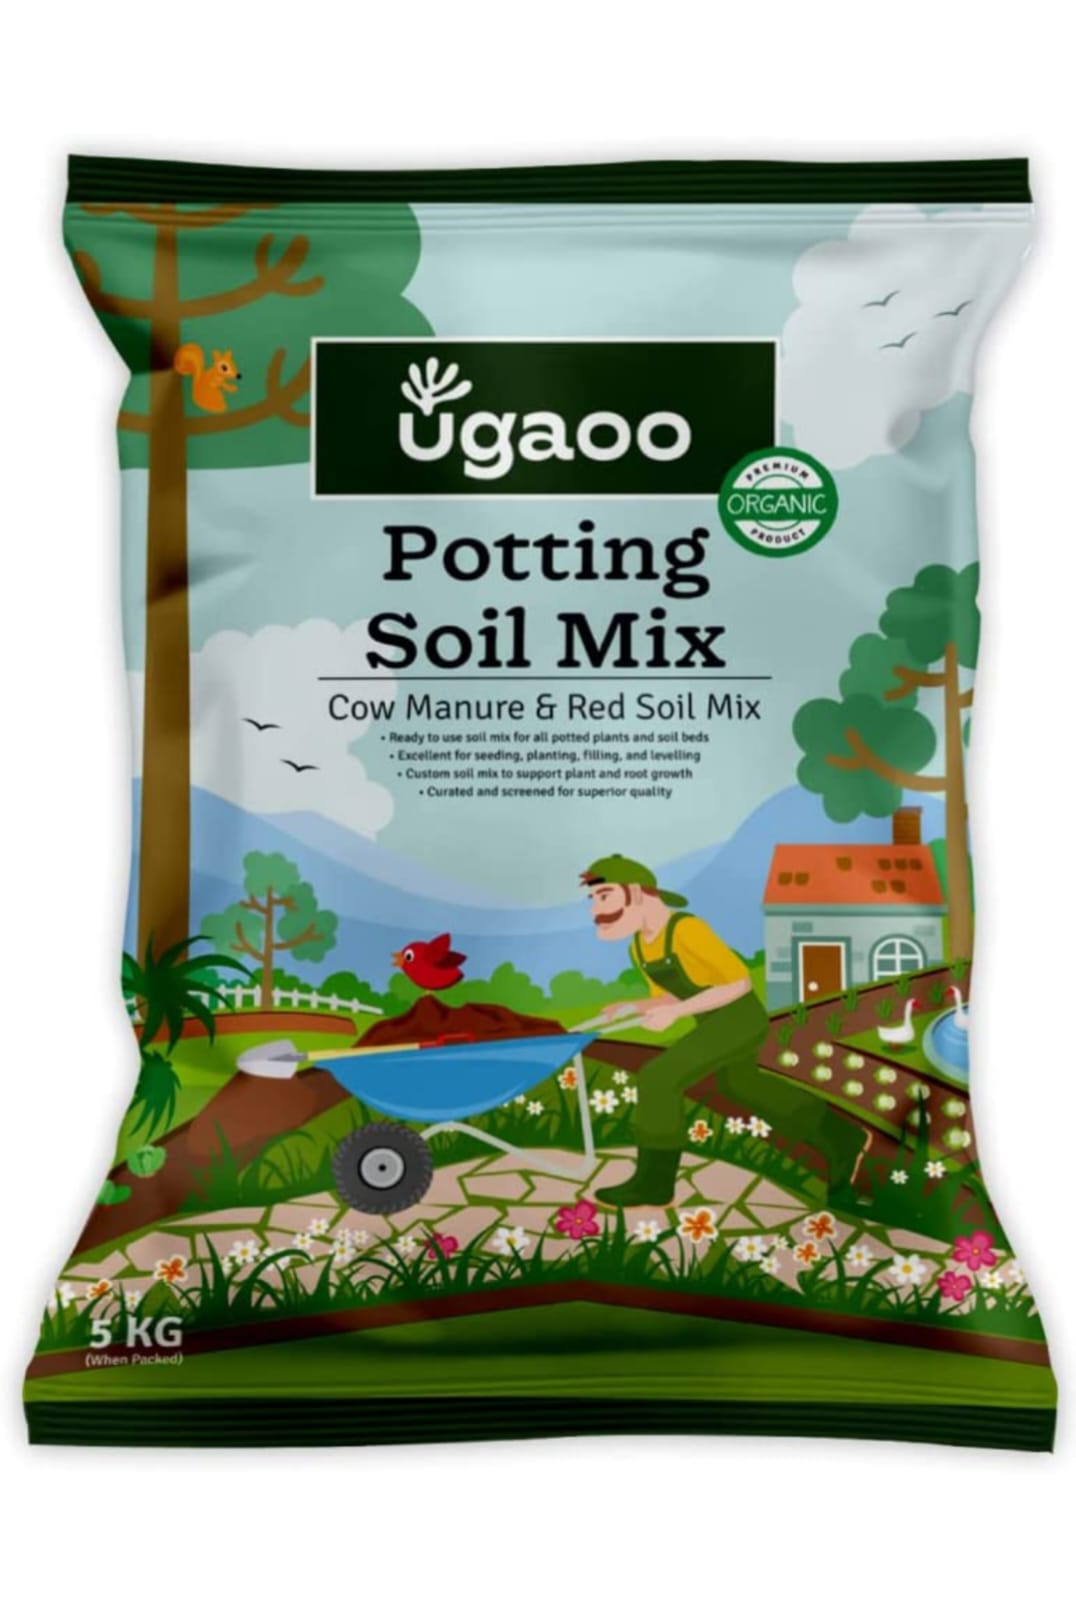 ugaoo
PREMIUM
ORGANIC
PRODUCT
Potting
Soil Mix
Cow Manure & Red Soil Mix
• Ready to use soil mix for all potted plants and soil beds
• Excellent for seeding, planting, filling, and levelling
• Custom soil mix to support plant and root growth
• Curated and screened for superior quality
5 KG
(When Packed)